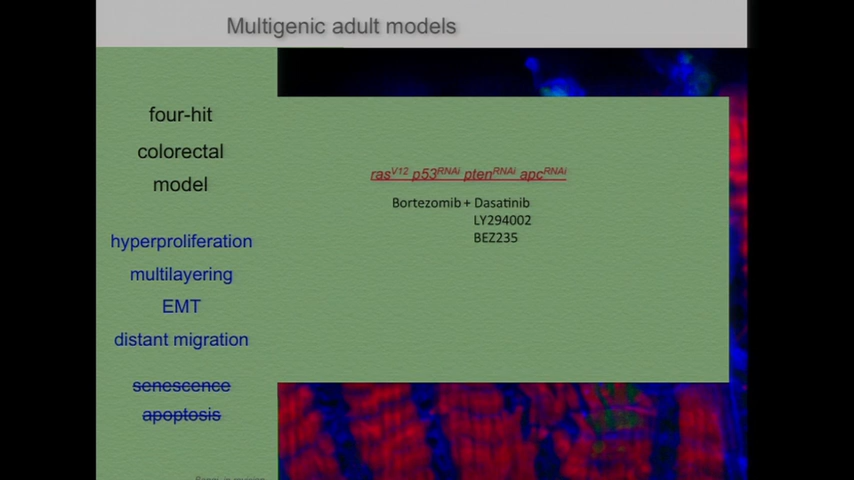 Multigenic adult models
four-hit
colorectal
model
hyperproliferation
multilayering
EMT
distant migration
senescence
apoptosis
rasV12 p53RNAi ptenRNAi apcRNAi
Bortezomib + Dasatinib
LY294002
BEZ235